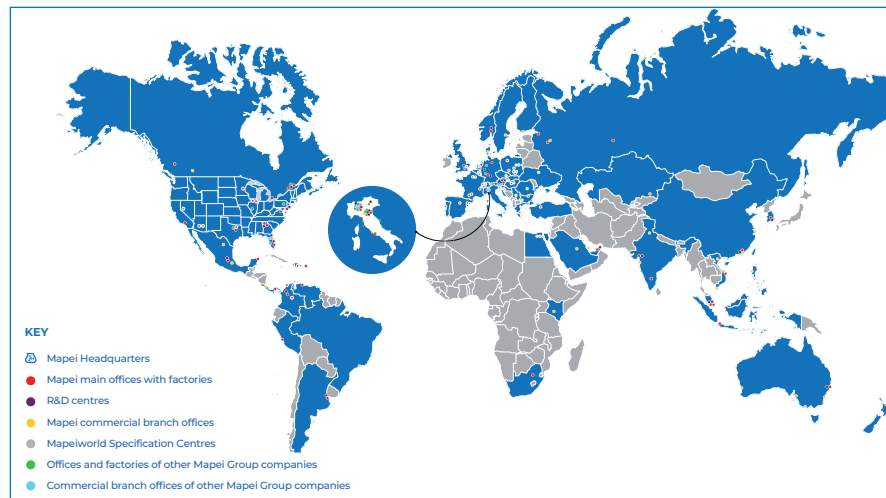 KEY
Mapei Headquarters
Mapei main offices with factories
R&D centres
Mapei commercial branch offices
Mapeiworld Specification Centres
Offices and factories of other Mapei Group companies
Commercial branch offices of other Mapei Group companies